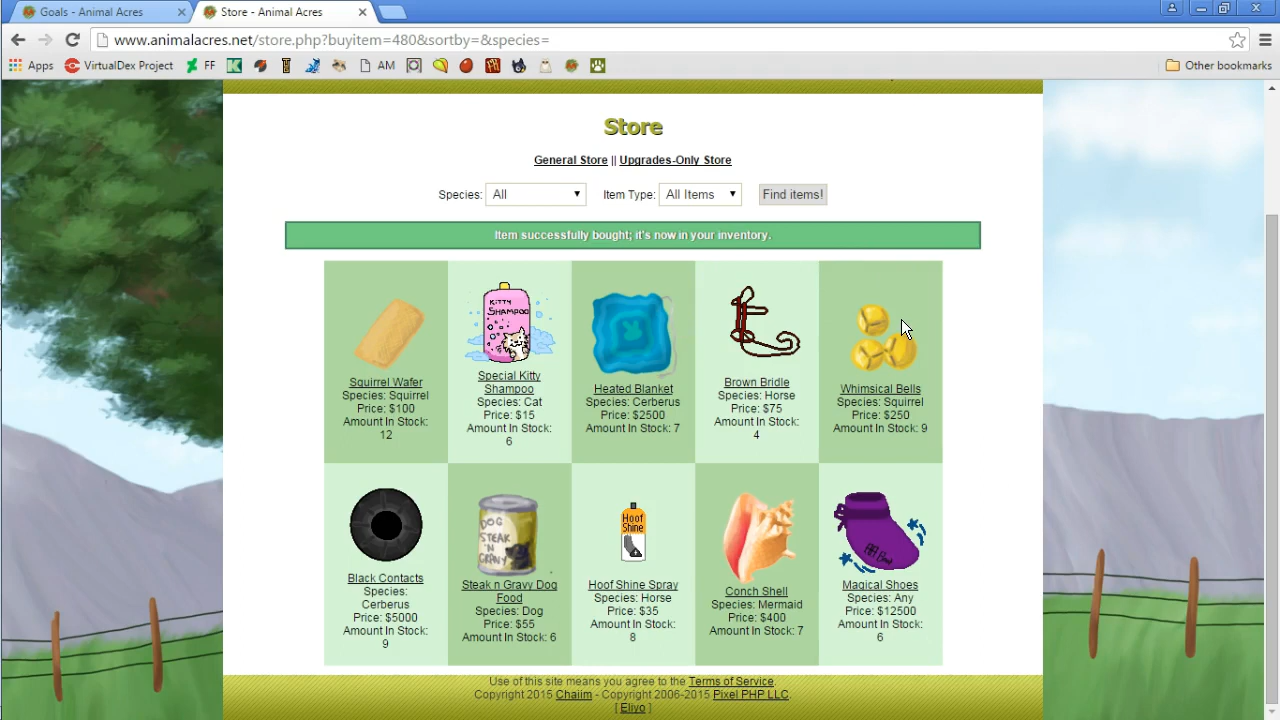 Goals - Animal Acres
Store - Animal Acres
www.animalacres.net/store.php?buyitem=480&sortby=&species=
Apps VirtualDex Project FF AM Other bookmarks
Store
General Store || Upgrades-Only Store
Species: All Item Type: All Items Find items!
Item successfully bought; it's now in your inventory.
KITTY
SHAMPOO
Squirrel Wafer
Species: Squirrel
Price: $100
Amount In Stock:
12
Special Kitty
Shampoo
Species: Cat
Price: $15
Amount In Stock:
6
Heated Blanket
Species: Cerberus
Price: $2500
Amount In Stock: 7
Brown Bridle
Species: Horse
Price: $75
Amount In Stock:
4
Whimsical Bells
Species: Squirrel
Price: $250
Amount In Stock: 9
Black Contacts
Species:
Cerberus
Price: $5000
Amount In Stock:
9
DOG
STEAK
'N
GRAVY
Steak n Gravy Dog
Food
Species: Dog
Price: $55
Amount In Stock: 6
Hoof
Shine
Hoof Shine Spray
Species: Horse
Price: $35
Amount In Stock:
8
Conch Shell
Species: Mermaid
Price: $400
Amount In Stock: 7
Magical Shoes
Species: Any
Price: $12500
Amount In Stock:
6
Use of this site means you agree to the Terms of Service.
Copyright 2015 Chaiim - Copyright 2006-2015 Pixel PHP LLC.
[ Elivo ]